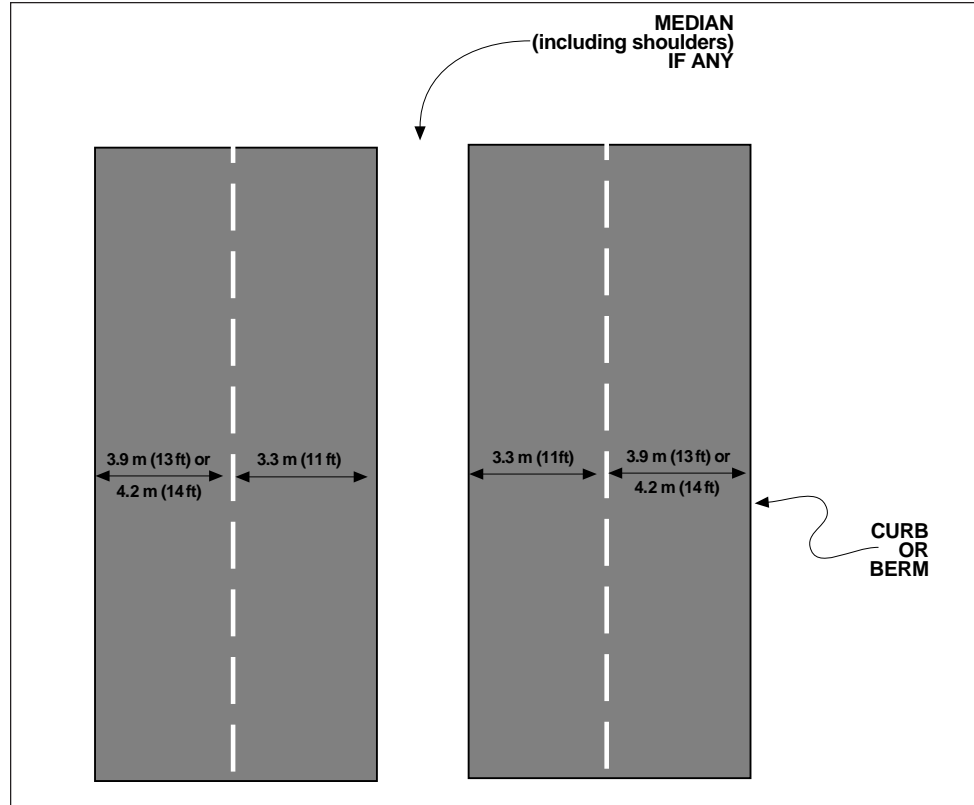 MEDIAN
(including shoulders)
IF ANY
3.9 m (13 ft) or
4.2 m (14 ft)
3.3 m (11 ft)
3.3 m (11ft)
3.9 m (13 ft) or
4.2 m (14 ft)
CURB
OR
BERM